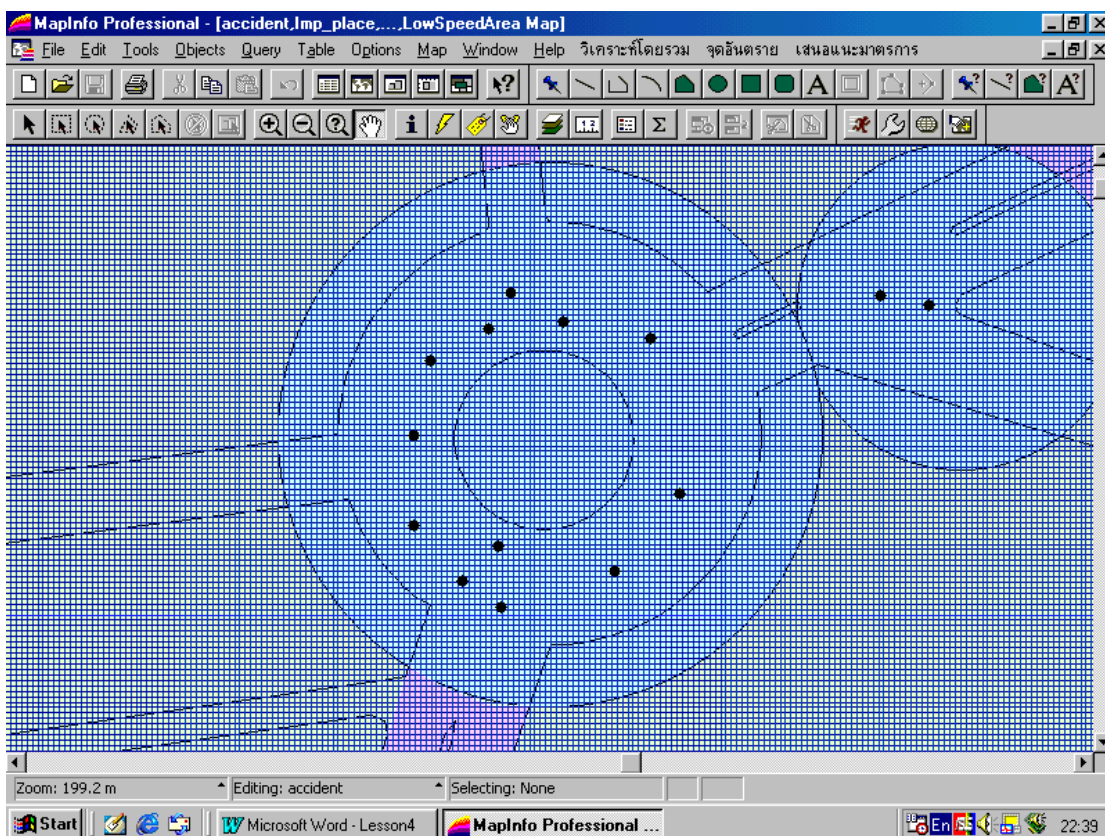 MapInfo Professional - [accident,Imp_place,...,LowSpeedArea Map]
File Edit Tools Objects Query Table Options Map Window Help วิเคราะห์โดยรวม จุดอันตราย เสนอแนะมาตรการ
Zoom: 199.2 m Editing: accident Selecting: None
Start Microsoft Word - Lesson4 MapInfo Professional ... En 22:39